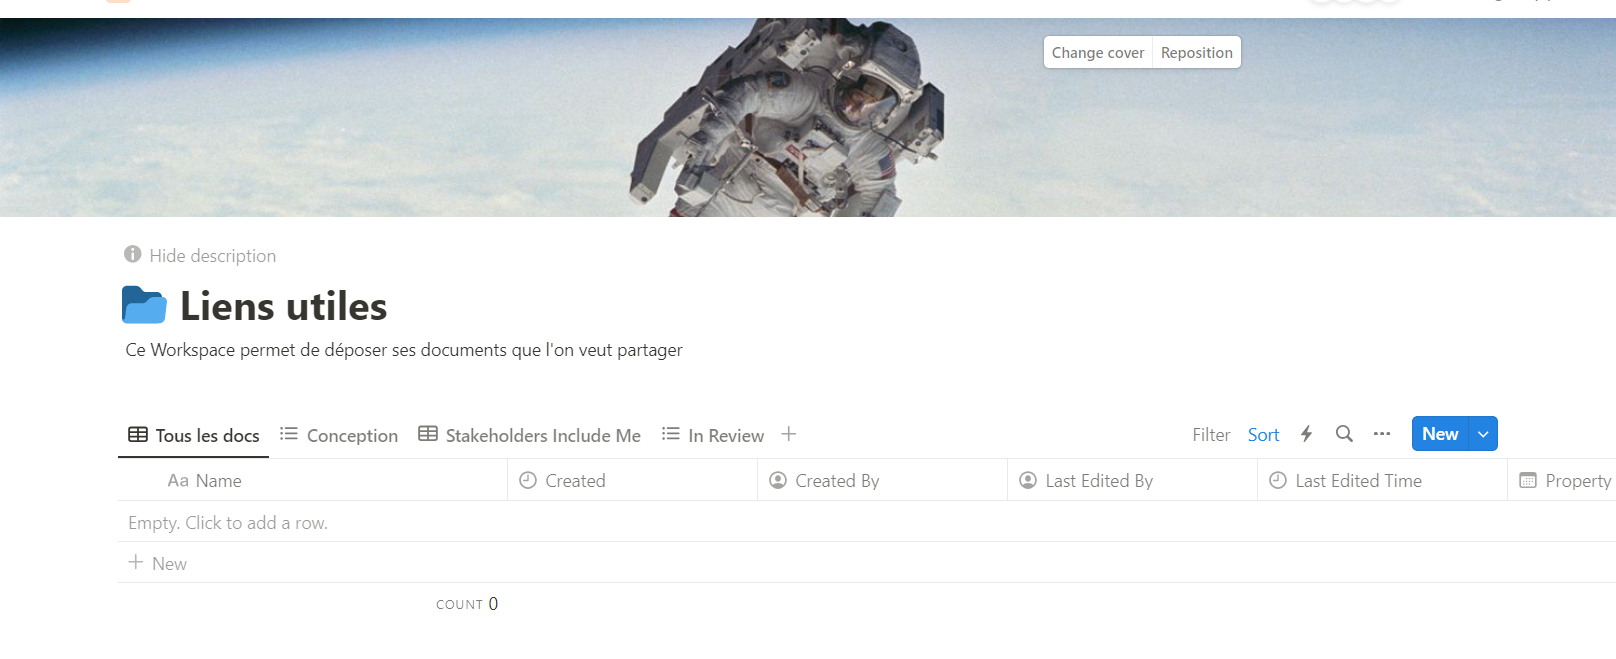 Change cover Reposition
Hide description
Liens utiles
Ce Workspace permet de déposer ses documents que l'on veut partager
Tous les docs Conception Stakeholders Include Me In Review Filter Sort New
Aa Name Created Created By Last Edited By Last Edited Time Property
Empty. Click to add a row.
New
COUNT 0